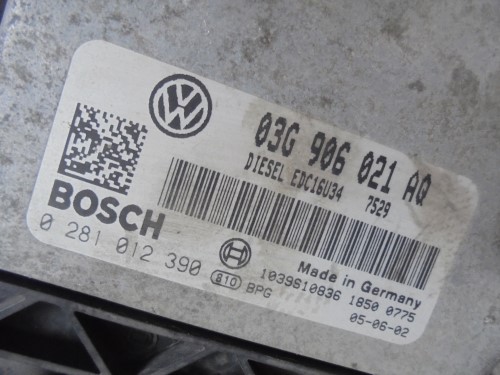 03G 906 021 AQ
DIESEL EDC16U34 7529
BOSCH
0 281 012 390
Made in Germany
1039S10836 1850 0775
810 BPG
05-06-02